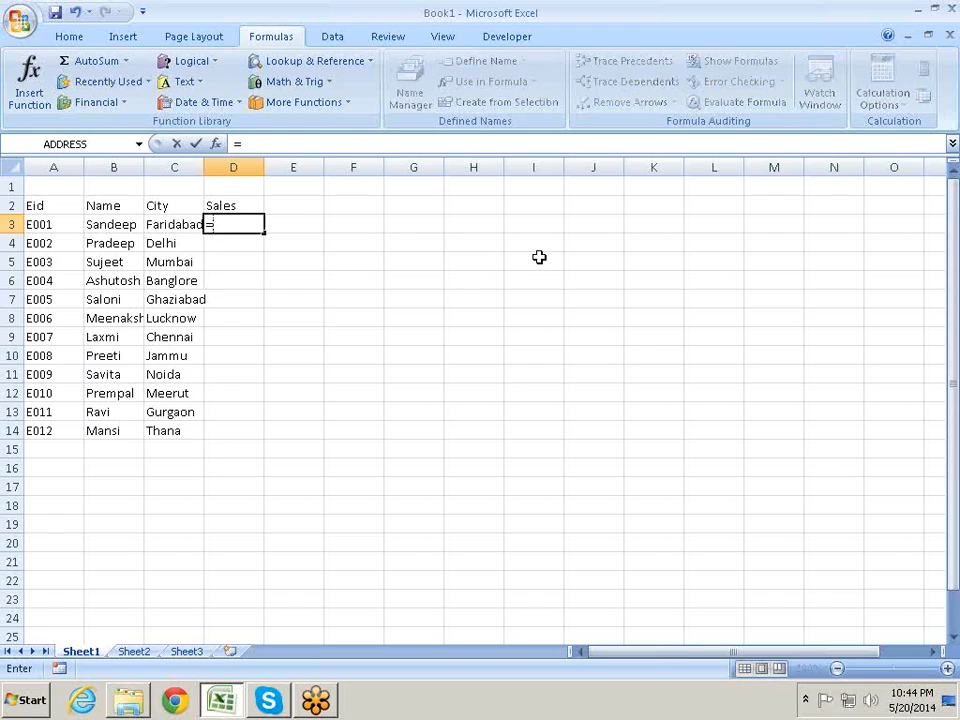 Book1 - Microsoft Excel
Home Insert Page Layout Formulas Data Review View Developer
fx Insert Function
Σ AutoSum
Recently Used
Financial
Logical
Text
Date & Time
Lookup & Reference
Math & Trig
More Functions
Function Library
Name Manager
Define Name
Use in Formula
Create from Selection
Defined Names
Trace Precedents
Trace Dependents
Remove Arrows
Show Formulas
Error Checking
Evaluate Formula
Formula Auditing
Watch Window
Calculation Options
Calculation
ADDRESS fx =
A B C D E F G H I J K L M N O
1
2 Eid Name City Sales
3 E001 Sandeep Faridabad =
4 E002 Pradeep Delhi
5 E003 Sujeet Mumbai
6 E004 Ashutosh Banglore
7 E005 Saloni Ghaziabad
8 E006 Meenaksh Lucknow
9 E007 Laxmi Chennai
10 E008 Preeti Jammu
11 E009 Savita Noida
12 E010 Prempal Meerut
13 E011 Ravi Gurgaon
14 E012 Mansi Thana
15
16
17
18
19
20
21
22
23
24
25
Sheet1 Sheet2 Sheet3
Enter 100%
Start
10:44 PM
5/20/2014